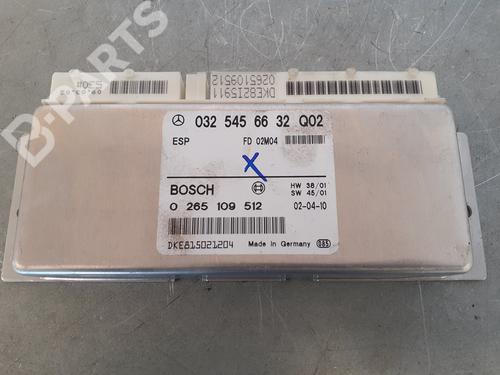 B-PARTS
0265109512
DKE82I5911
032 545 66 32 Q02
ESP FD 02M04
X
BOSCH HW 38/01
SW 45/01
0 265 109 512 02-04-10
DKE815021204 Made in Germany